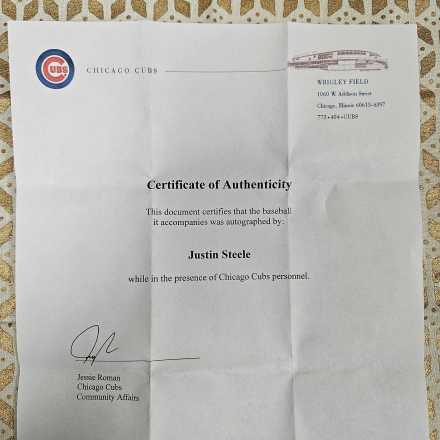 CUBS
CHICAGO CUBS
WRIGLEY FIELD
1060 W. Addison Street
Chicago, Illinois 60613-4397
773•404•CUBS
Certificate of Authenticity
This document certifies that the baseball
it accompanies was autographed by:
Justin Steele
while in the presence of Chicago Cubs personnel.
Jessie Roman
Chicago Cubs
Community Affairs